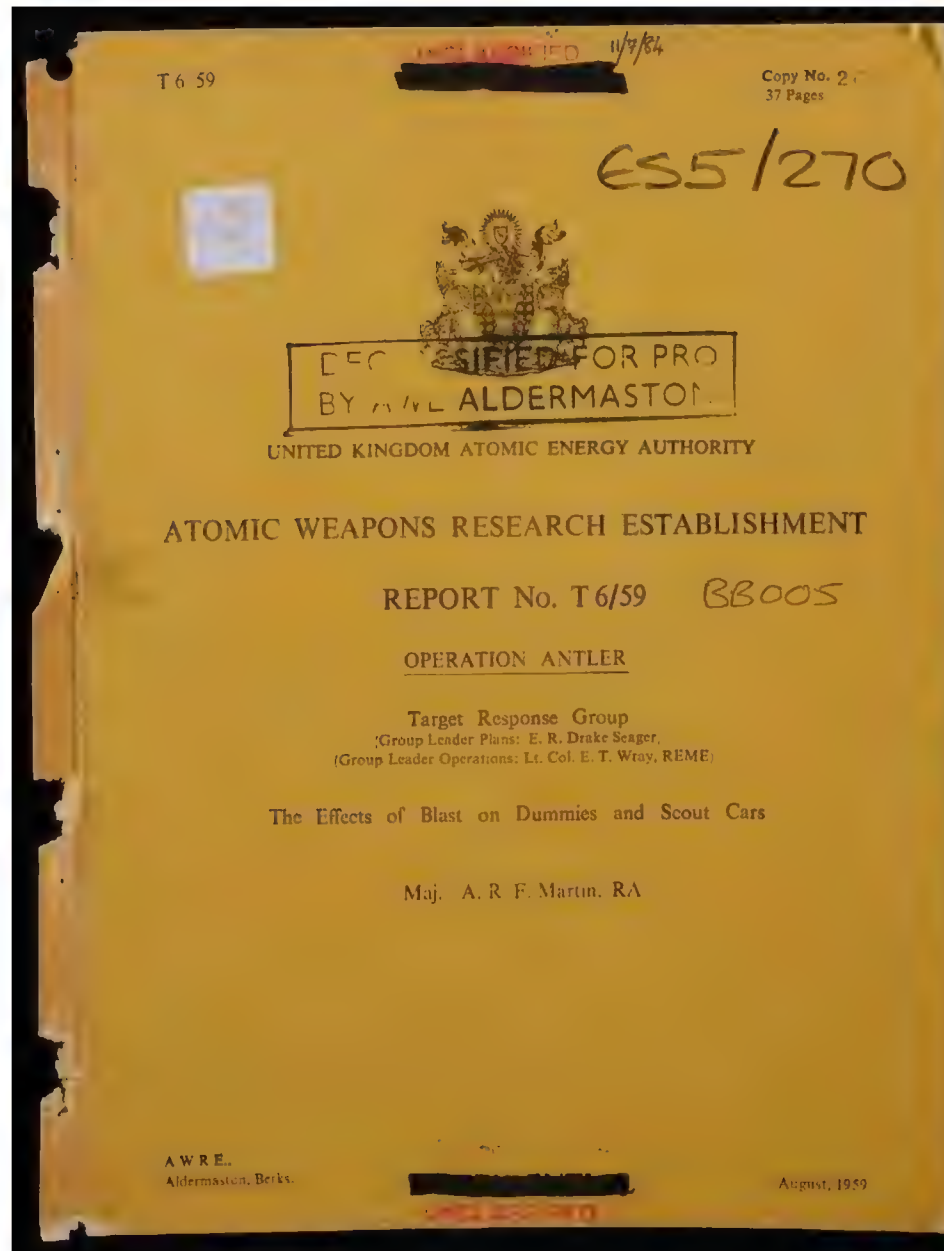 11/7/84
T 6 59
Copy No. 2
37 Pages
ES5/270
FOR PRO
BY ALDERMASTON
UNITED KINGDOM ATOMIC ENERGY AUTHORITY
ATOMIC WEAPONS RESEARCH ESTABLISHMENT
REPORT No. T 6/59 BB005
OPERATION ANTLER
Target Response Group
(Group Leader Plans: E. R. Drake Seager,
(Group Leader Operations: Lt. Col. E. T. Wray, REME)
The Effects of Blast on Dummies and Scout Cars
Maj. A. R. F. Martin, RA
A W R E.,
Aldermaston, Berks.
August, 1959